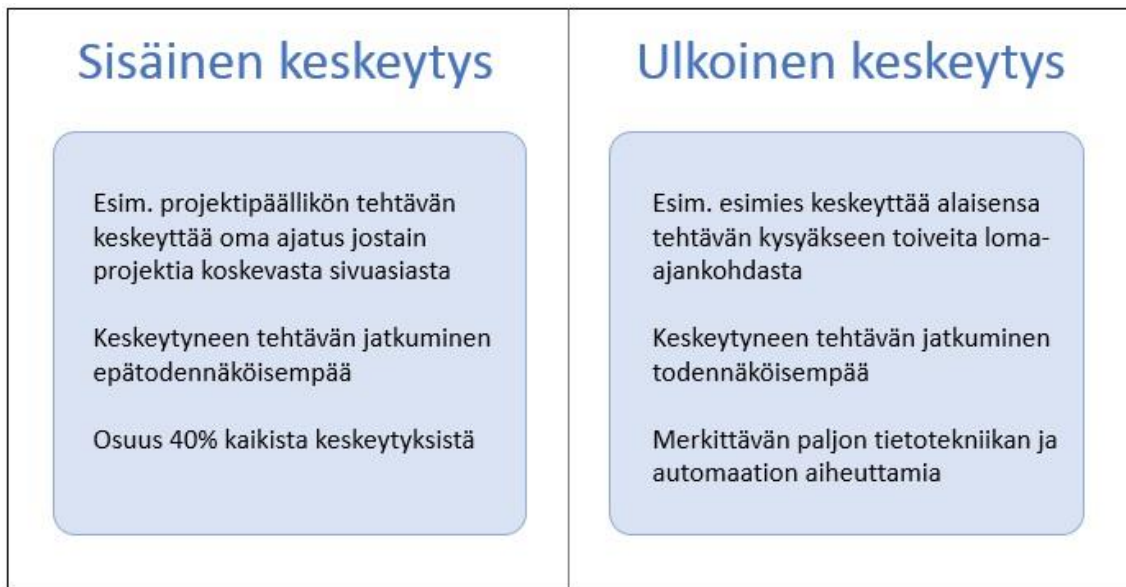 Sisäinen keskeytys
Esim. projektipäällikön tehtävän
keskeyttää oma ajatus jostain
projektia koskevasta sivuasiasta
Keskeytyneen tehtävän jatkuminen
epätodennäköisempää
Osuus 40% kaikista keskeytyksistä
Ulkoinen keskeytys
Esim. esimies keskeyttää alaisensa
tehtävän kysyäkseen toiveita loma-
ajankohdasta
Keskeytyneen tehtävän jatkuminen
todennäköisempää
Merkittävän paljon tietotekniikan ja
automaation aiheuttamia